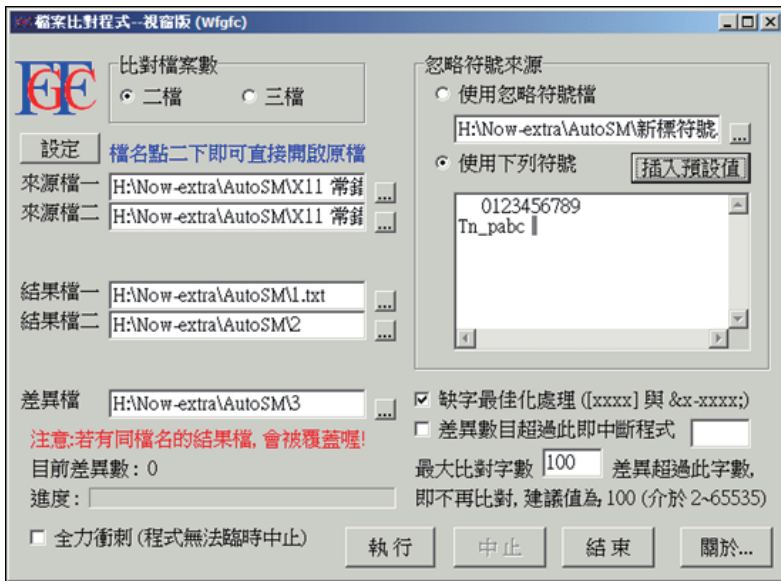 檔案比對程式--視窗版 (Wfgfc)
FGFC
比對檔案數
二檔
三檔
設定
檔名點二下即可直接開啟原檔
來源檔一
H:\Now-extra\AutoSM\X11 常錯
...
來源檔二
H:\Now-extra\AutoSM\X11 常錯
...
結果檔一
H:\Now-extra\AutoSM\1.txt
...
結果檔二
H:\Now-extra\AutoSM\2
...
差異檔
H:\Now-extra\AutoSM\3
...
注意:若有同檔名的結果檔, 會被覆蓋喔!
目前差異數: 0
進度:
全力衝刺 (程式無法臨時中止)
忽略符號來源
使用忽略符號檔
H:\Now-extra\AutoSM\新標符號.
...
使用下列符號
插入預設值
0123456789
Tn_pabc
缺字最佳化處理 ([xxxx] 與 &x-xxxx;)
差異數目超過此即中斷程式
最大比對字數 100 差異超過此字數,
即不再比對, 建議值為 100 (介於 2~65535)
執行
中止
結束
關於...